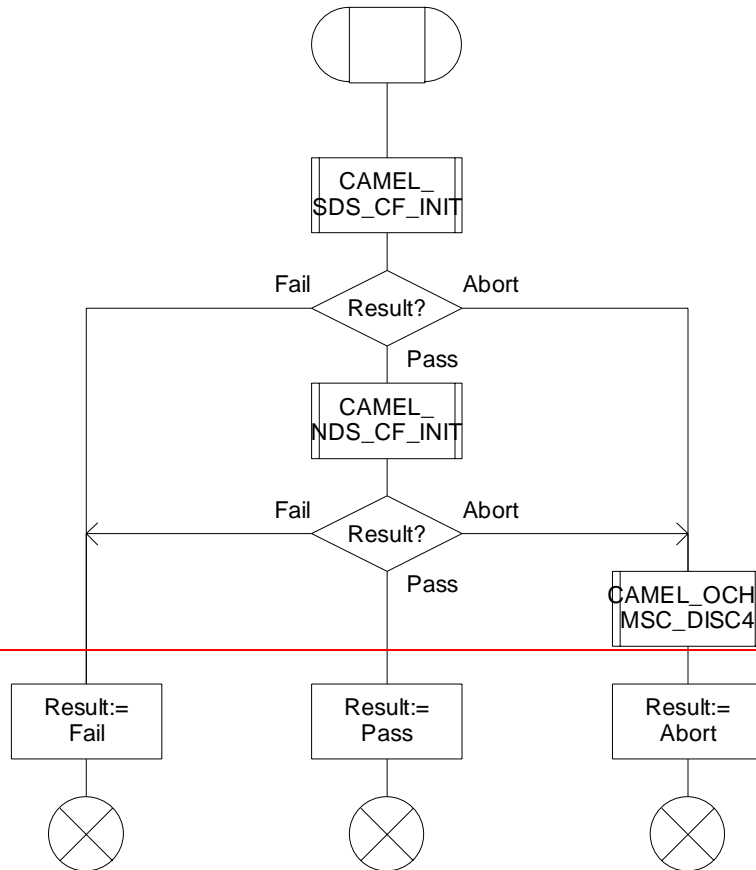 CAMEL_
SDS_CF_INIT
Fail
Abort
Result?
Pass
CAMEL_
NDS_CF_INIT
Fail
Abort
Result?
Pass
CAMEL_OCH
MSC_DISC4
Result:=
Fail
Result:=
Pass
Result:=
Abort